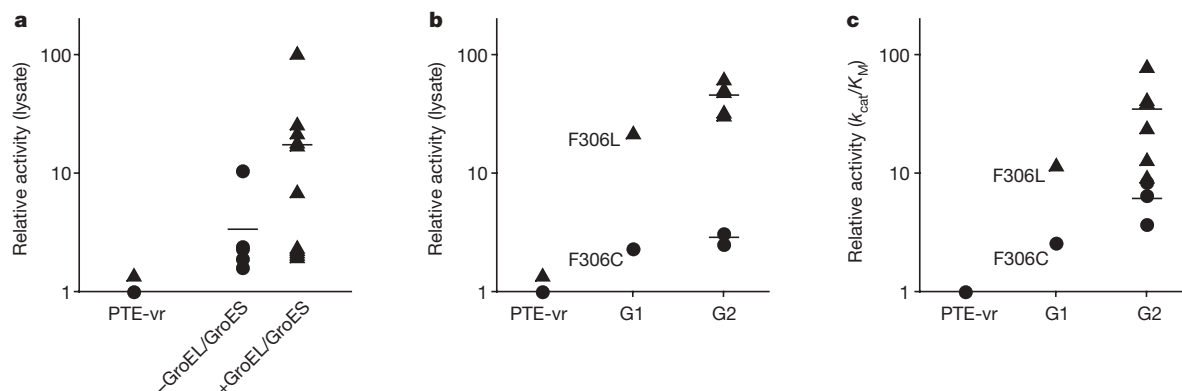 a
Relative activity (lysate)
100
10
1
PTE-vr
–GroEL/GroES
+GroEL/GroES
b
Relative activity (lysate)
100
10
1
F306L
F306C
PTE-vr
G1
G2
c
Relative activity (kcat/KM)
100
10
1
F306L
F306C
PTE-vr
G1
G2